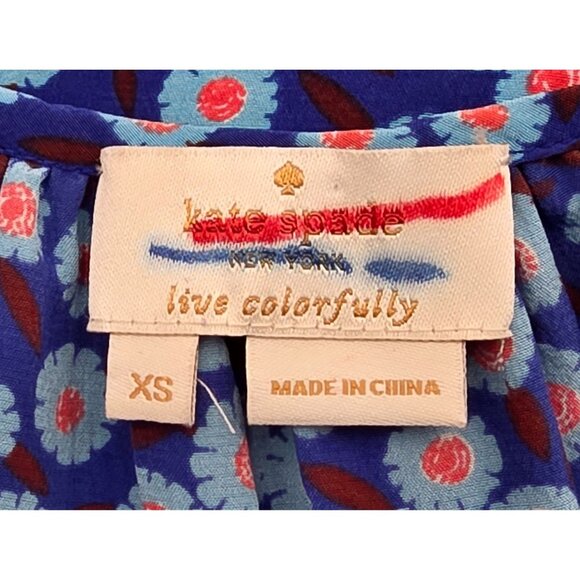 kate spade
NEW YORK
live colorfully
XS
MADE IN CHINA